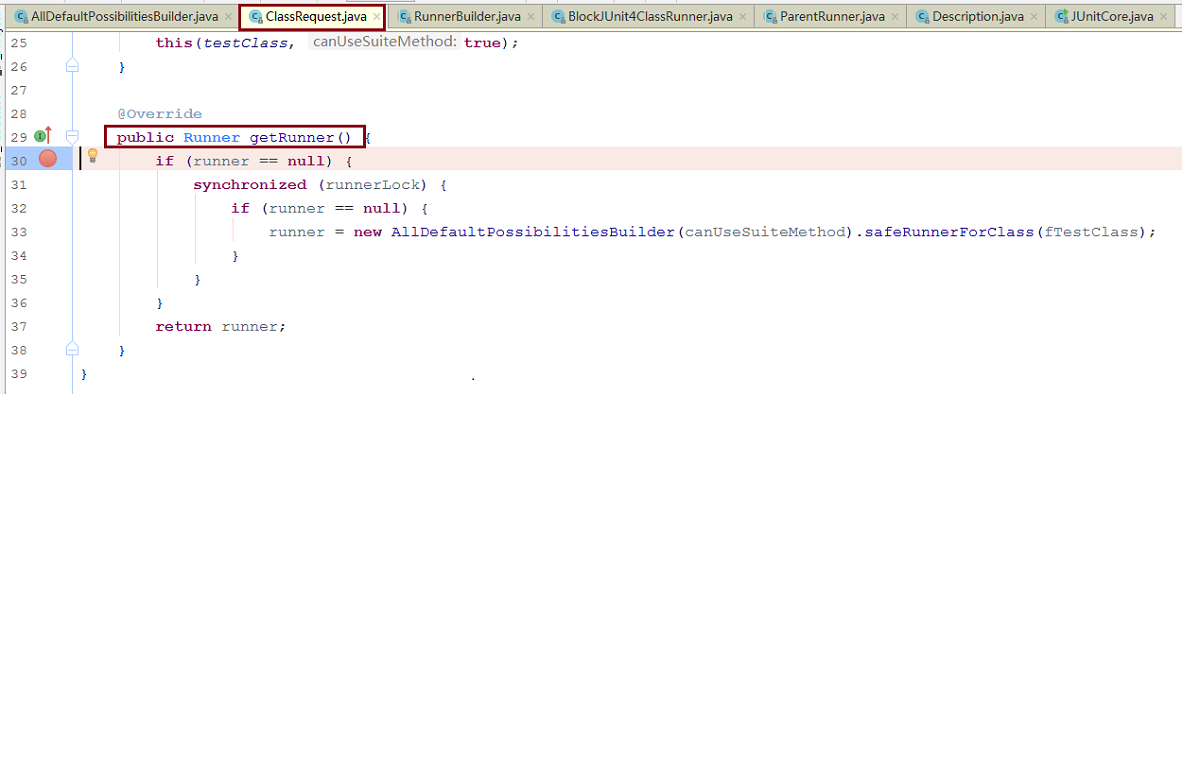 AllDefaultPossibilitiesBuilder.java ClassRequest.java RunnerBuilder.java BlockJUnit4ClassRunner.java ParentRunner.java Description.java JUnitCore.java
25 this(testClass, canUseSuiteMethod: true);
26 }
27
28 @Override
29 public Runner getRunner() {
30 if (runner == null) {
31 synchronized (runnerLock) {
32 if (runner == null) {
33 runner = new AllDefaultPossibilitiesBuilder(canUseSuiteMethod).safeRunnerForClass(fTestClass);
34 }
35 }
36 }
37 return runner;
38 }
39 }